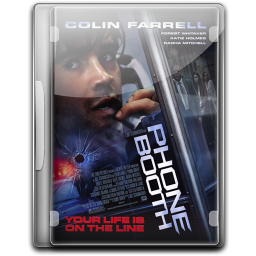 COLIN FARRELL
FOREST WHITAKER
KATIE HOLMES
RADHA MITCHELL
PHONE
BOOTH
YOUR LIFE IS
ON THE LINE